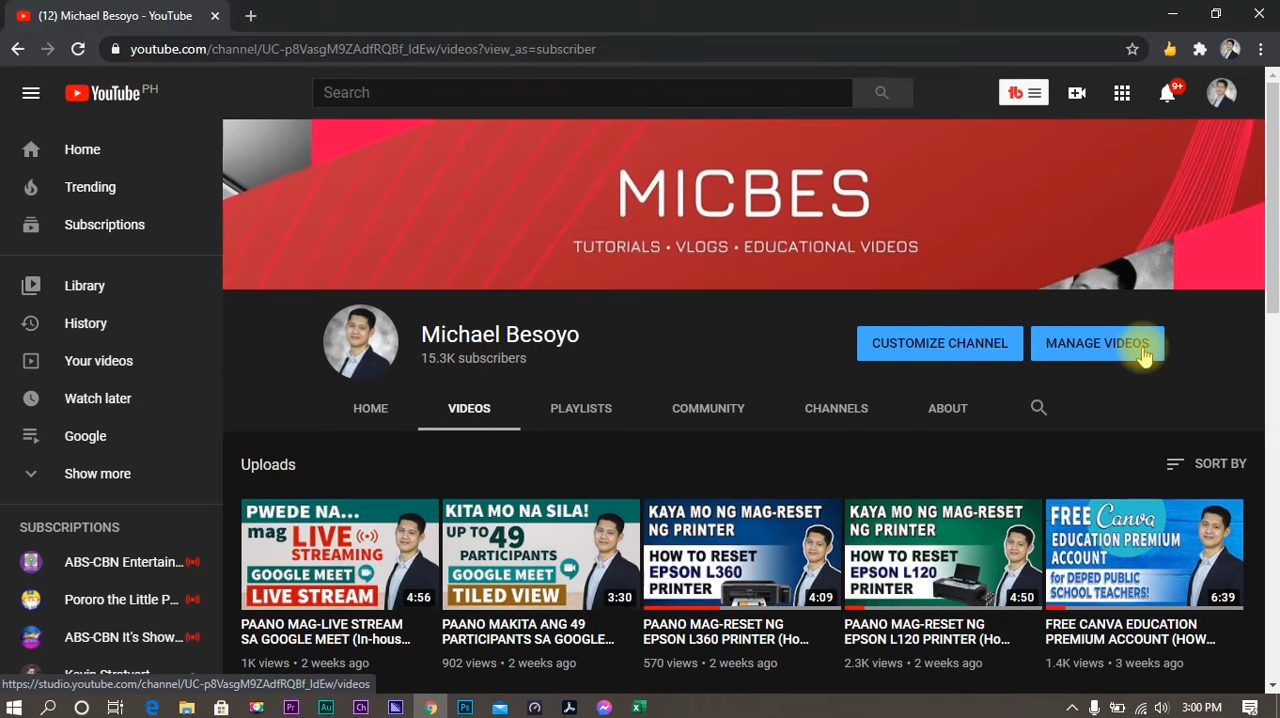 (12) Michael Besoyo - YouTube
youtube.com/channel/UC-p8VasgM9ZAdfRQBf_ldEw/videos?view_as=subscriber
YouTube PH
Search
tb
9+
Home
Trending
Subscriptions
Library
History
Your videos
Watch later
Google
Show more
SUBSCRIPTIONS
ABS-CBN Entertain...
Pororo the Little P...
ABS-CBN It's Show...
MICBES
TUTORIALS • VLOGS • EDUCATIONAL VIDEOS
Michael Besoyo
15.3K subscribers
CUSTOMIZE CHANNEL
MANAGE VIDEOS
HOME
VIDEOS
PLAYLISTS
COMMUNITY
CHANNELS
ABOUT
Uploads
SORT BY
PWEDE NA...
mag LIVE
STREAMING
GOOGLE MEET
LIVE STREAM
4:56
PAANO MAG-LIVE STREAM
SA GOOGLE MEET (In-hous...
1K views • 2 weeks ago
KITA MO NA SILA!
UP TO 49
PARTICIPANTS
GOOGLE MEET
TILED VIEW
3:30
PAANO MAKITA ANG 49
PARTICIPANTS SA GOOGLE...
902 views • 2 weeks ago
KAYA MO NG MAG-RESET
NG PRINTER
HOW TO RESET
EPSON L360
PRINTER
4:09
PAANO MAG-RESET NG
EPSON L360 PRINTER (Ho...
570 views • 2 weeks ago
KAYA MO NG MAG-RESET
NG PRINTER
HOW TO RESET
EPSON L120
PRINTER
4:50
PAANO MAG-RESET NG
EPSON L120 PRINTER (Ho...
2.3K views • 2 weeks ago
FREE Canva
EDUCATION PREMIUM
ACCOUNT
for DEPED PUBLIC
SCHOOL TEACHERS!
6:39
FREE CANVA EDUCATION
PREMIUM ACCOUNT (HOW...
1.4K views • 3 weeks ago
https://studio.youtube.com/channel/UC-p8VasgM9ZAdfRQBf_ldEw/videos
Pr
Au
Ch
Ps
3:00 PM